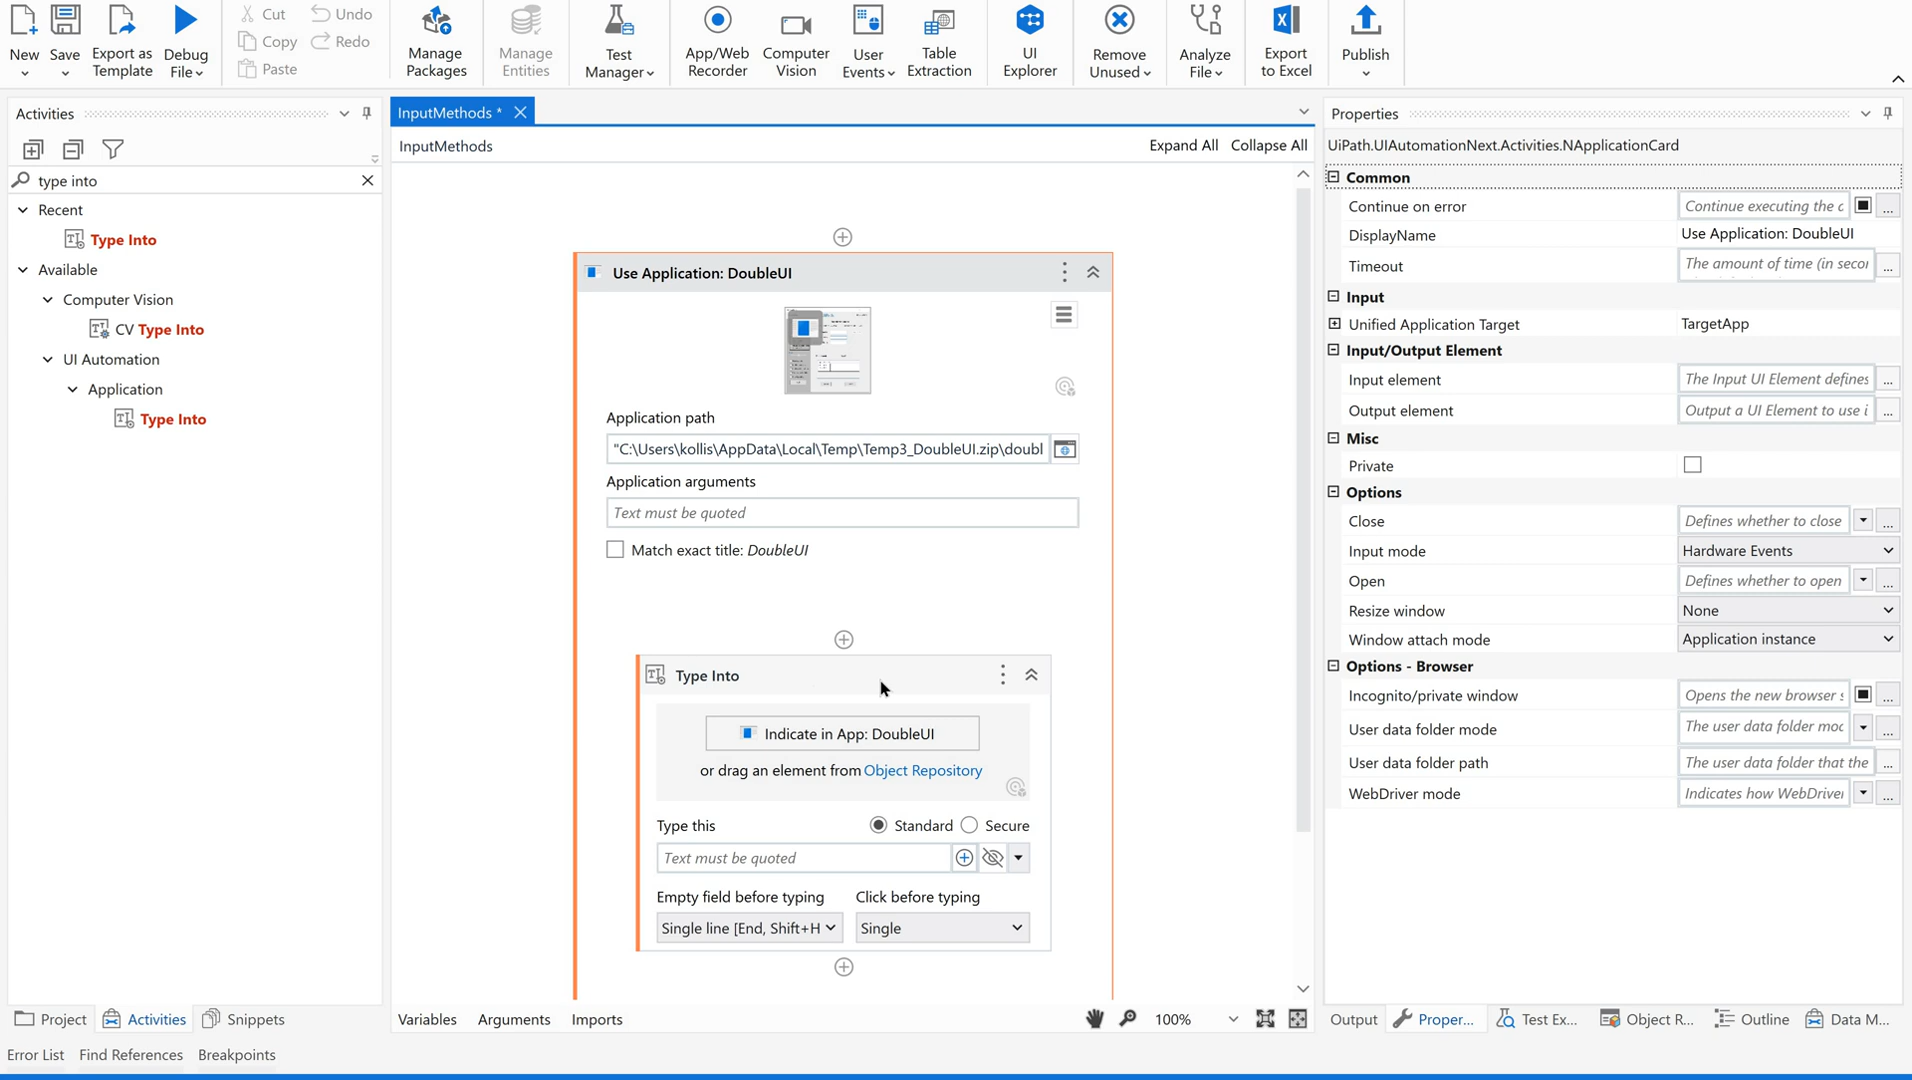 New
Save
Export as
Template
Debug
File
Cut
Copy
Paste
Undo
Redo
Manage
Packages
Manage
Entities
Test
Manager
App/Web
Recorder
Computer
Vision
User
Events
Table
Extraction
UI
Explorer
Remove
Unused
Analyze
File
Export
to Excel
Publish
Activities
type into
Recent
Type Into
Available
Computer Vision
CV Type Into
UI Automation
Application
Type Into
InputMethods *
InputMethods
Expand All
Collapse All
Use Application: DoubleUI
Application path
"C:\Users\kollis\AppData\Local\Temp\Temp3_DoubleUI.zip\doubl
Application arguments
Text must be quoted
Match exact title: DoubleUI
Type Into
Indicate in App: DoubleUI
or drag an element from Object Repository
Type this
Standard
Secure
Text must be quoted
Empty field before typing
Click before typing
Single line [End, Shift+H
Single
Properties
UiPath.UIAutomationNext.Activities.NApplicationCard
Common
Continue on error
Continue executing the
DisplayName
Use Application: DoubleUI
Timeout
The amount of time (in secon
Input
Unified Application Target
TargetApp
Input/Output Element
Input element
The Input UI Element defines
Output element
Output a UI Element to use i
Misc
Private
Options
Close
Defines whether to close
Input mode
Hardware Events
Open
Defines whether to open
Resize window
None
Window attach mode
Application instance
Options - Browser
Incognito/private window
Opens the new browser s
User data folder mode
The user data folder mod
User data folder path
The user data folder that the
WebDriver mode
Indicates how WebDriver
Project
Activities
Snippets
Variables
Arguments
Imports
100%
Output
Proper...
Test Ex...
Object R...
Outline
Data M...
Error List
Find References
Breakpoints